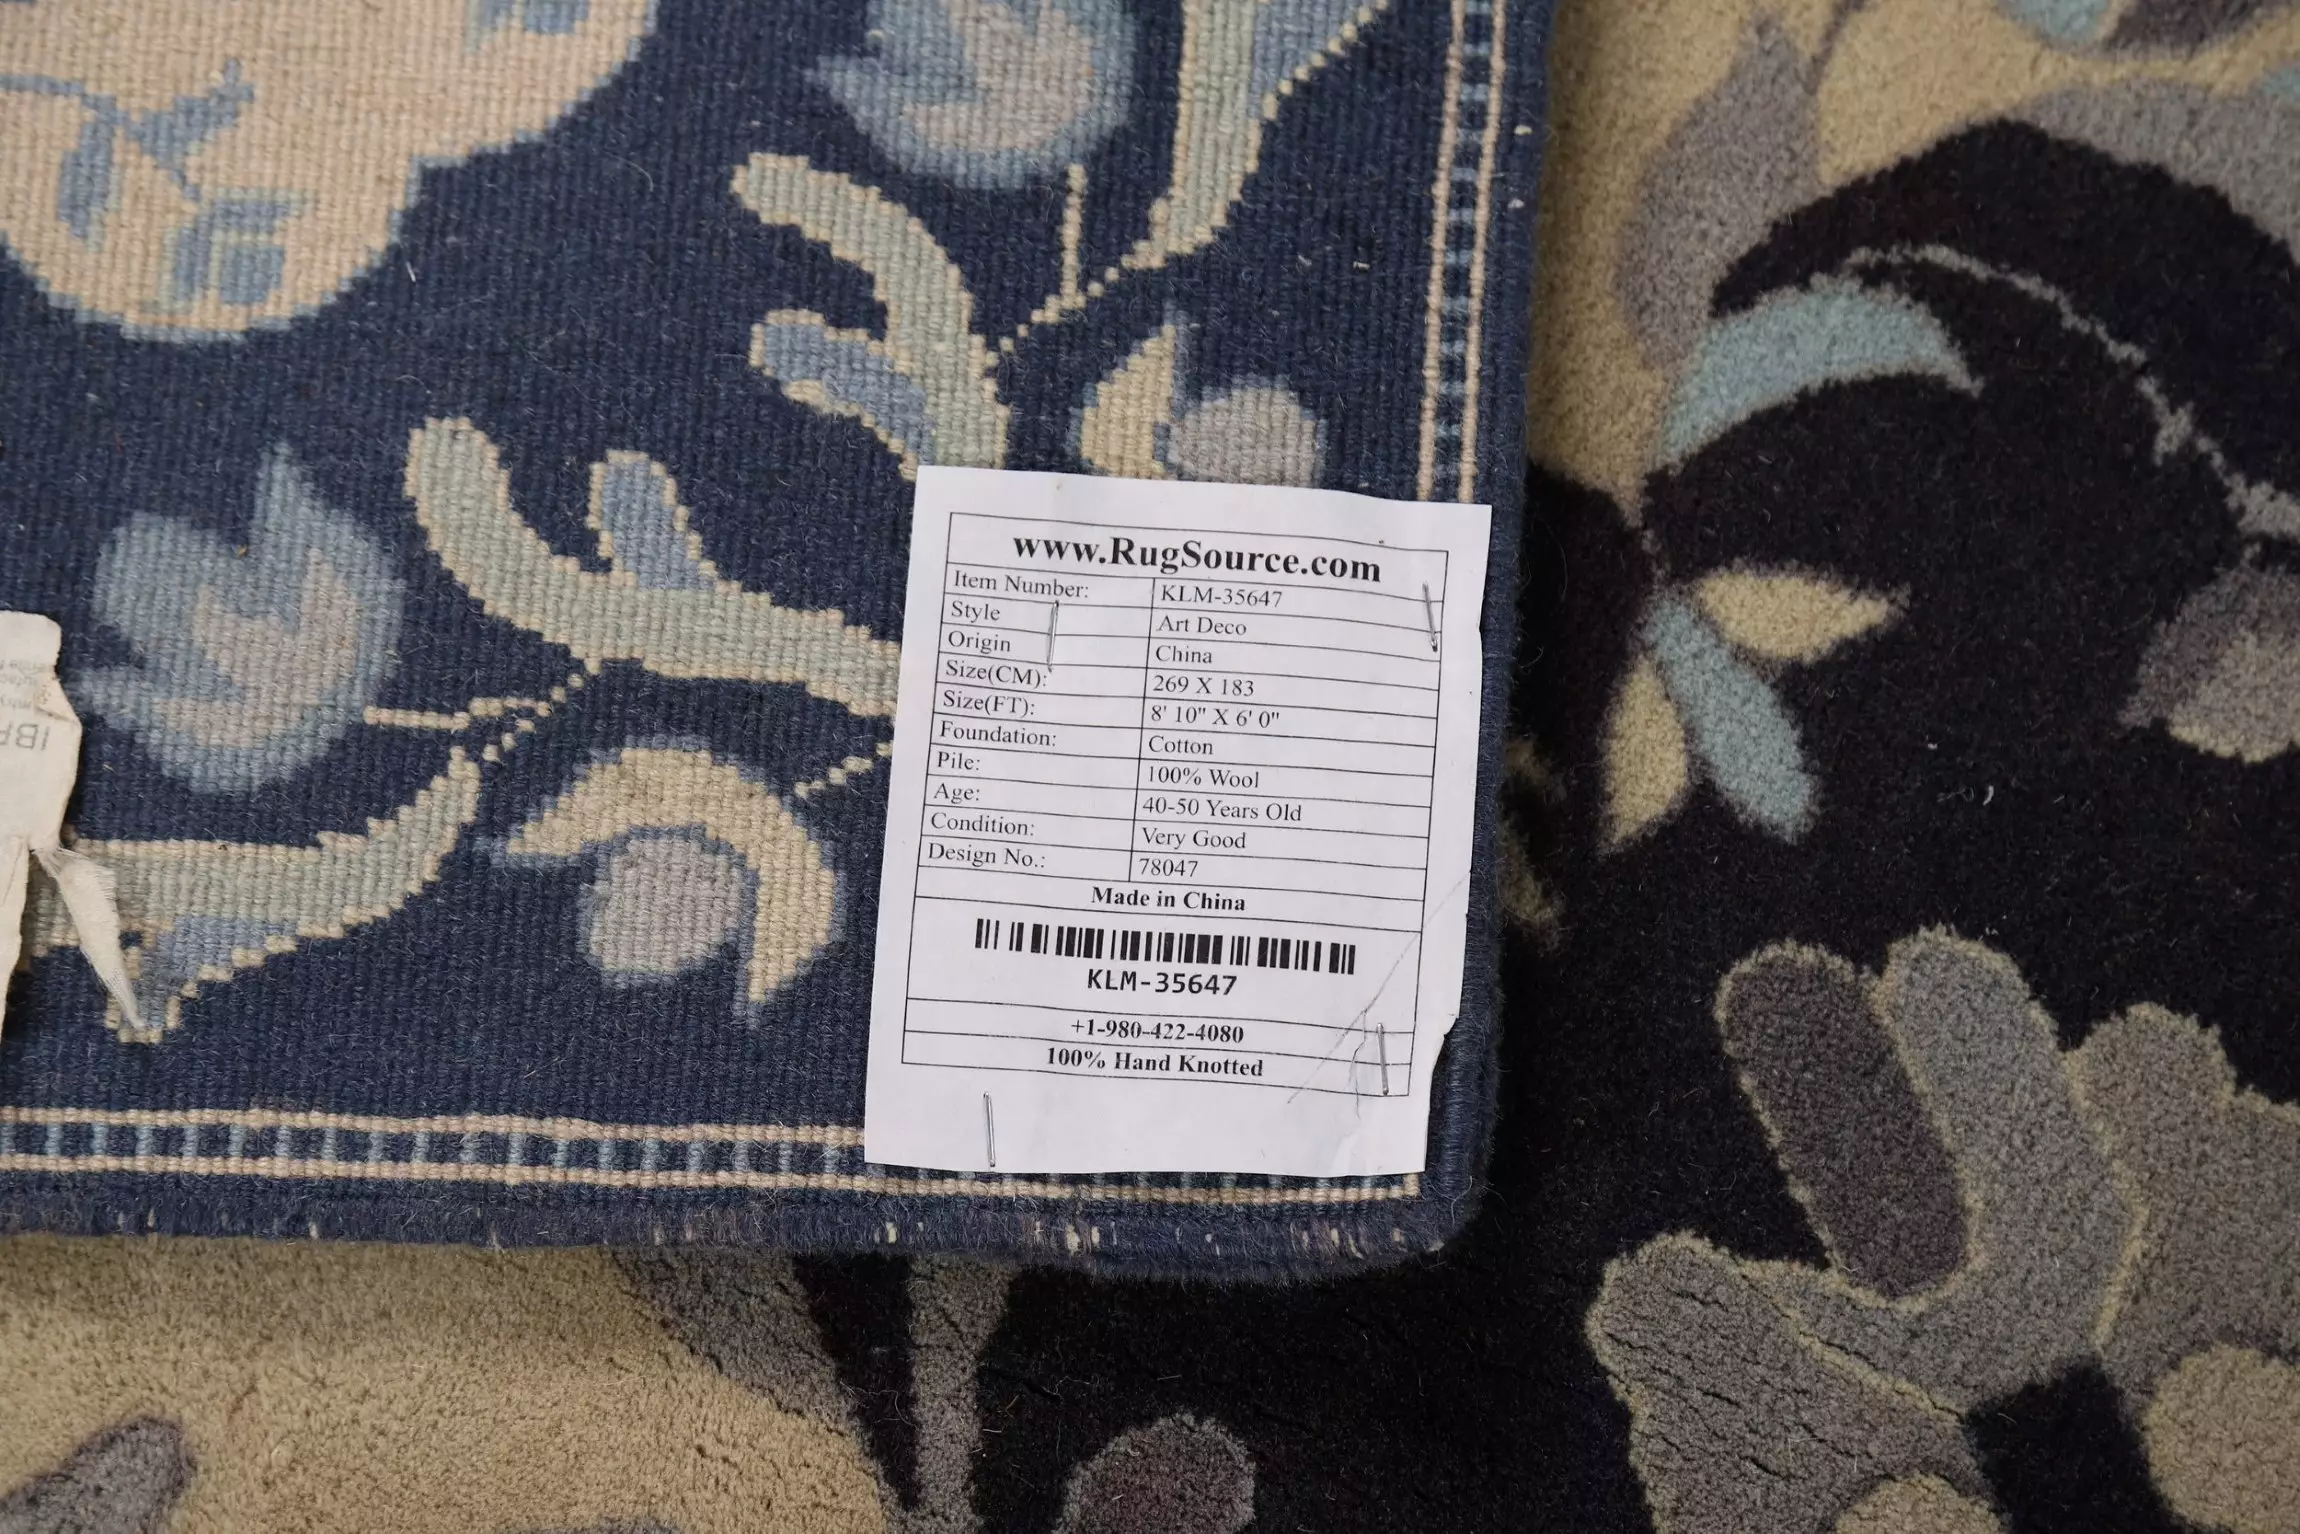 www.RugSource.com
Item Number: KLM-35647
Style Art Deco
Origin China
Size(CM): 269 X 183
Size(FT): 8' 10" X 6' 0"
Foundation: Cotton
Pile: 100% Wool
Age: 40-50 Years Old
Condition: Very Good
Design No.: 78047
Made in China
KLM-35647
+1-980-422-4080
100% Hand Knotted